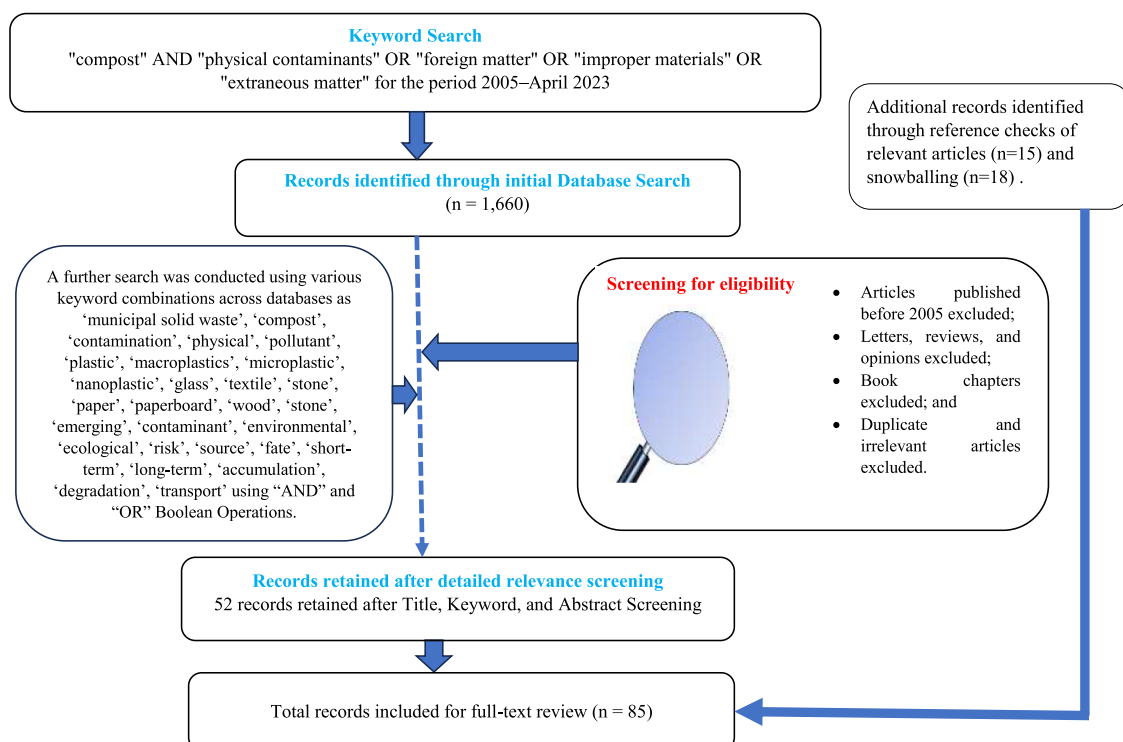 Keyword Search
"compost" AND "physical contaminants" OR "foreign matter" OR "improper materials" OR
"extraneous matter" for the period 2005–April 2023
Additional records identified
through reference checks of
relevant articles (n=15) and
snowballing (n=18) .
Records identified through initial Database Search
(n = 1,660)
A further search was conducted using various
keyword combinations across databases as
‘municipal solid waste’, ‘compost’,
‘contamination’, ‘physical’, ‘pollutant’,
‘plastic’, ‘macroplastics’, ‘microplastic’,
‘nanoplastic’, ‘glass’, ‘textile’, ‘stone’,
‘paper’, ‘paperboard’, ‘wood’, ‘stone’,
‘emerging’, ‘contaminant’, ‘environmental’,
‘ecological’, ‘risk’, ‘source’, ‘fate’, ‘short-
term’, ‘long-term’, ‘accumulation’,
‘degradation’, ‘transport’ using “AND” and
“OR” Boolean Operations.
Screening for eligibility
• Articles published
before 2005 excluded;
• Letters, reviews, and
opinions excluded;
• Book chapters
excluded; and
• Duplicate and
irrelevant articles
excluded.
Records retained after detailed relevance screening
52 records retained after Title, Keyword, and Abstract Screening
Total records included for full-text review (n = 85)